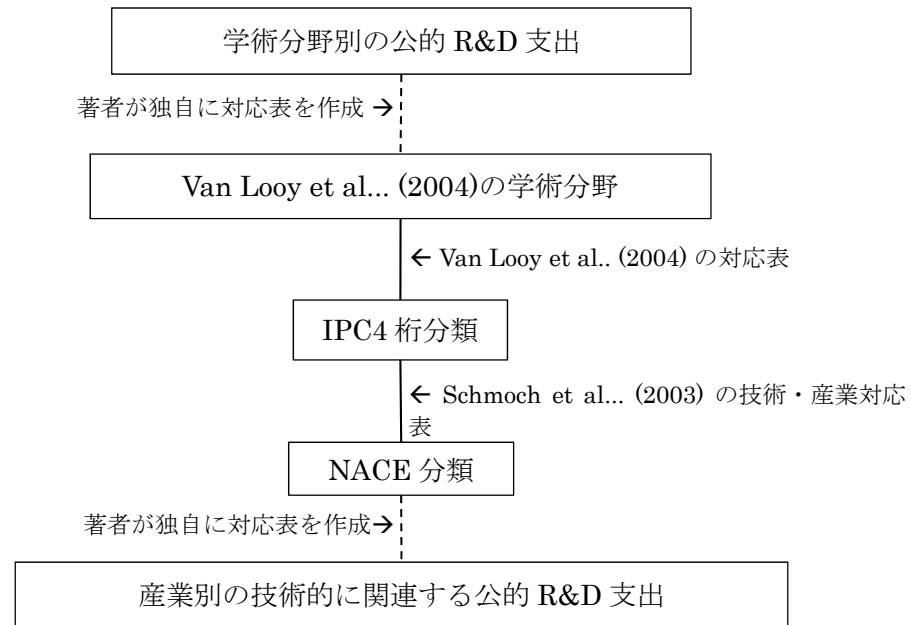 学術分野別の公的 R&D 支出
著者が独自に対応表を作成 →
Van Looy et al... (2004)の学術分野
← Van Looy et al.. (2004) の対応表
IPC4 桁分類
← Schmoch et al... (2003) の技術・産業対応
表
NACE 分類
著者が独自に対応表を作成→
産業別の技術的に関連する公的 R&D 支出